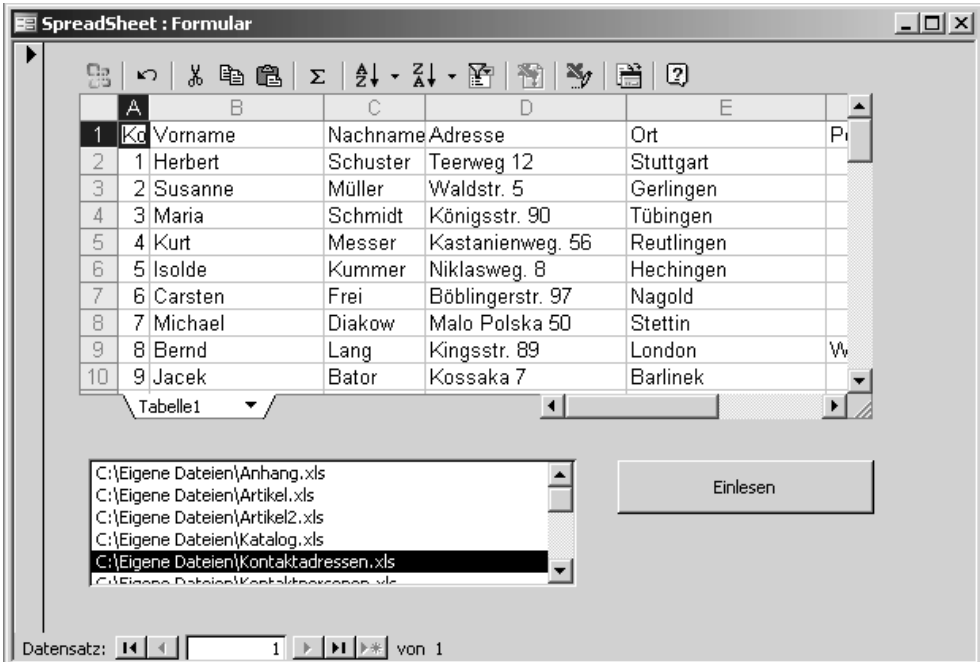 SpreadSheet : Formular
A B C D E
1 Ko Vorname Nachname Adresse Ort
2 1 Herbert Schuster Teerweg 12 Stuttgart
3 2 Susanne Müller Waldstr. 5 Gerlingen
4 3 Maria Schmidt Königsstr. 90 Tübingen
5 4 Kurt Messer Kastanienweg. 56 Reutlingen
6 5 Isolde Kummer Niklasweg. 8 Hechingen
7 6 Carsten Frei Böblingerstr. 97 Nagold
8 7 Michael Diakow Malo Polska 50 Stettin
9 8 Bernd Lang Kingsstr. 89 London W
10 9 Jacek Bator Kossaka 7 Barlinek
Tabelle1
C:\Eigene Dateien\Anhang.xls
C:\Eigene Dateien\Artikel.xls
C:\Eigene Dateien\Artikel2.xls
C:\Eigene Dateien\Katalog.xls
C:\Eigene Dateien\Kontaktadressen.xls
C:\Eigene Dateien\Kontaktpersonen.xls
Einlesen
Datensatz: 1 von 1